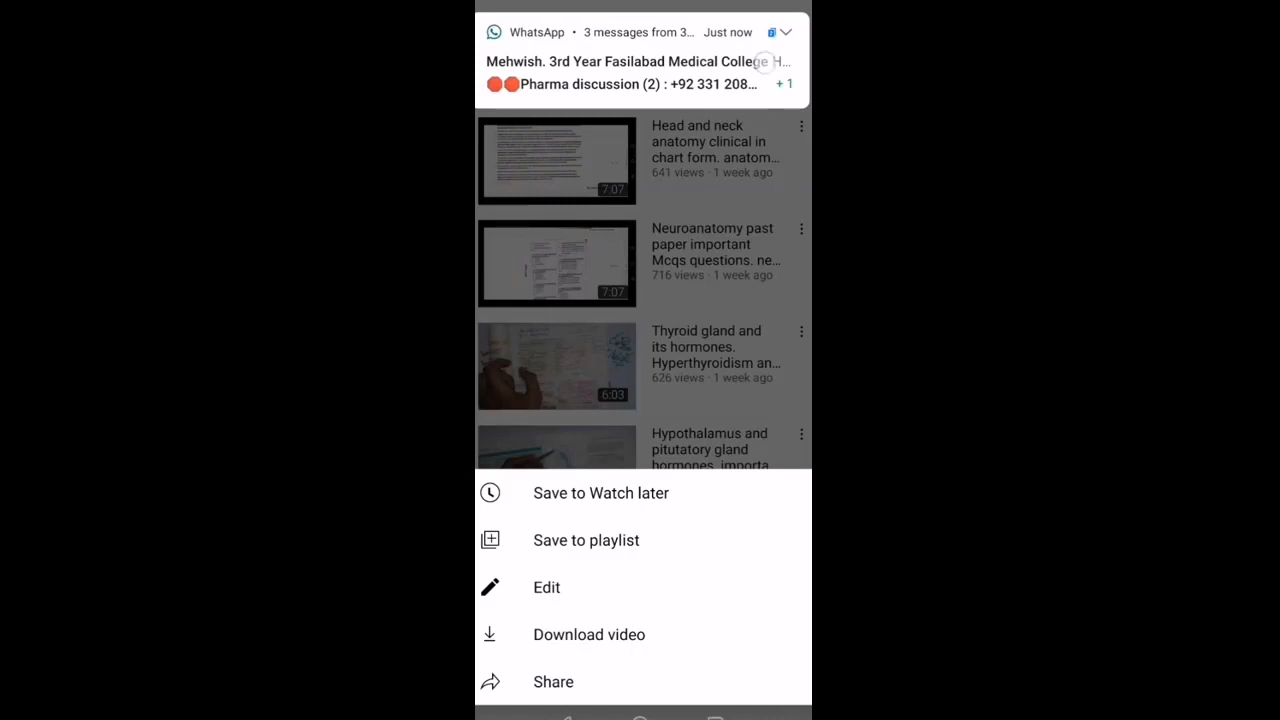 WhatsApp • 3 messages from 3... Just now
Mehwish. 3rd Year Fasilabad Medical College H...
🛑🛑Pharma discussion (2) : +92 331 208... + 1
Head and neck
anatomy clinical in
chart form. anatom...
641 views · 1 week ago
7:07
Neuroanatomy past
paper important
Mcqs questions. ne...
716 views · 1 week ago
7:07
Thyroid gland and
its hormones.
Hyperthyroidism an...
626 views · 1 week ago
6:03
Hypothalamus and
pitutatory gland
hormones. importa
Save to Watch later
Save to playlist
Edit
Download video
Share